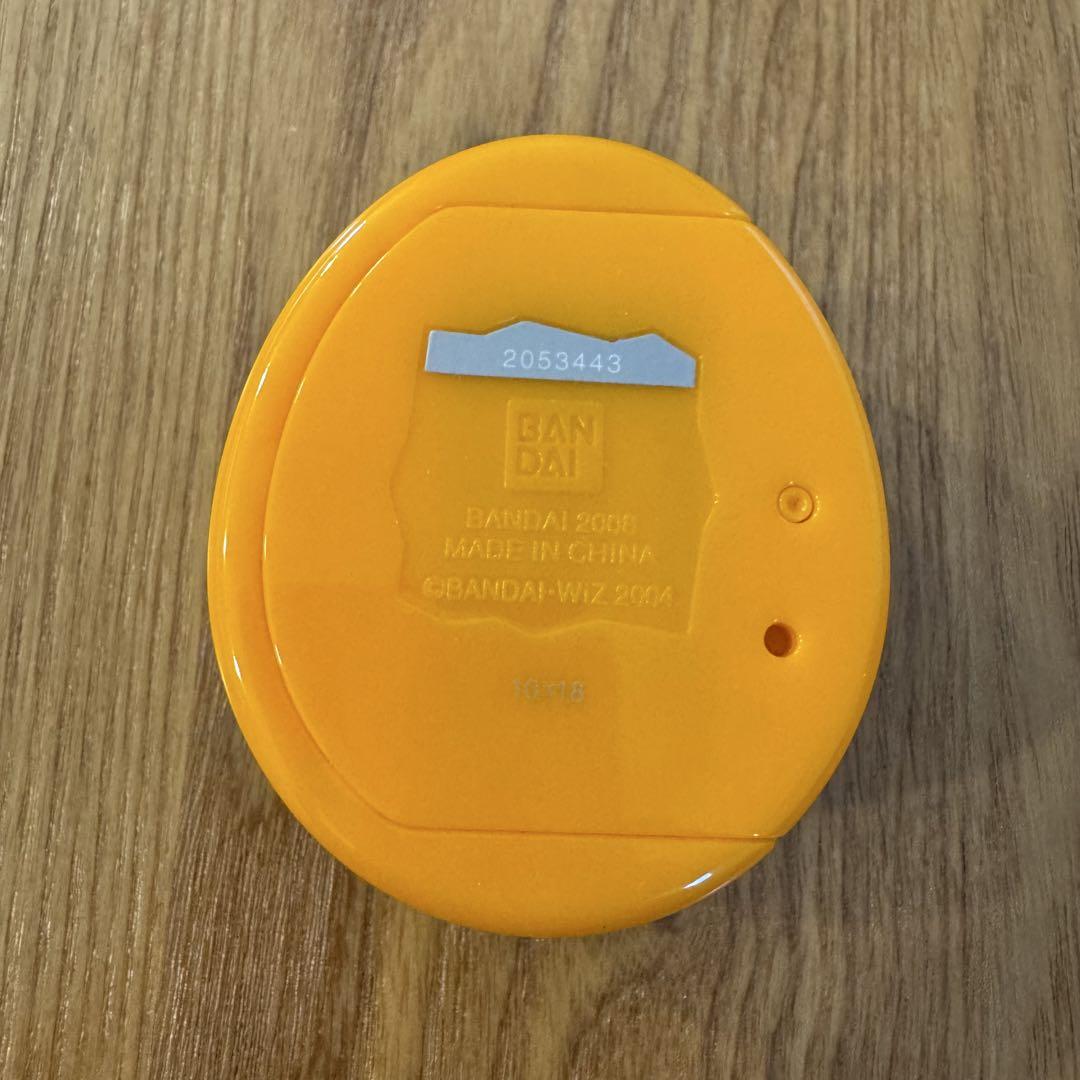 2053443
BAN
DAI
BANDAI 2008
MADE IN CHINA
©BANDAI·WiZ 2004